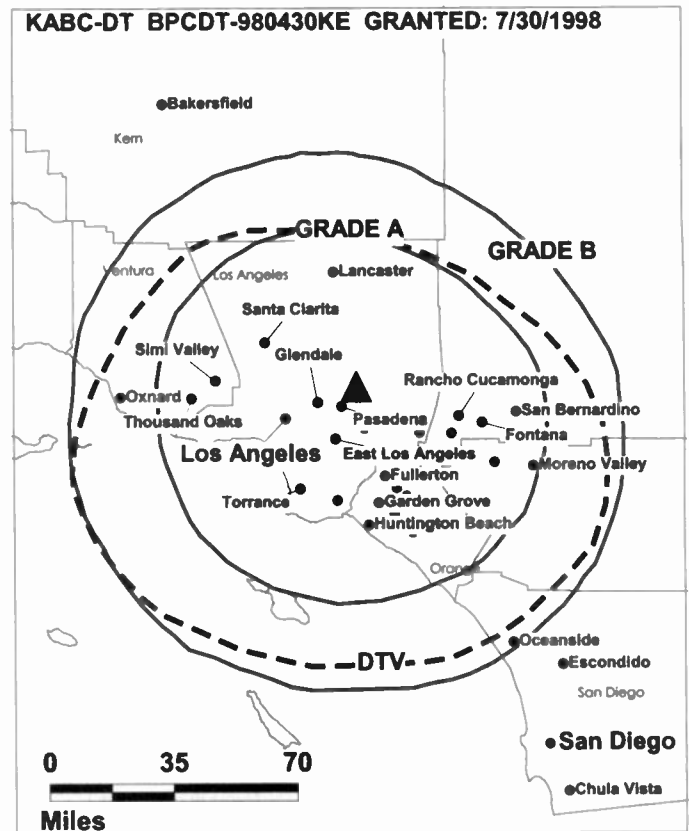 KABC-DT BPCDT-980430KE GRANTED: 7/30/1998
Bakersfield
Kern
GRADE A
GRADE B
Ventura
Los Angeles
Lancaster
Santa Clarita
Simi Valley
Glendale
Rancho Cucamonga
Oxnard
San Bernardino
Thousand Oaks
Pasadena
Fontana
Los Angeles
East Los Angeles
Moreno Valley
Fullerton
Torrance
Garden Grove
Huntington Beach
Orange
Oceanside
DTV
Escondido
San Diego
San Diego
0 35 70
Chula Vista
Miles